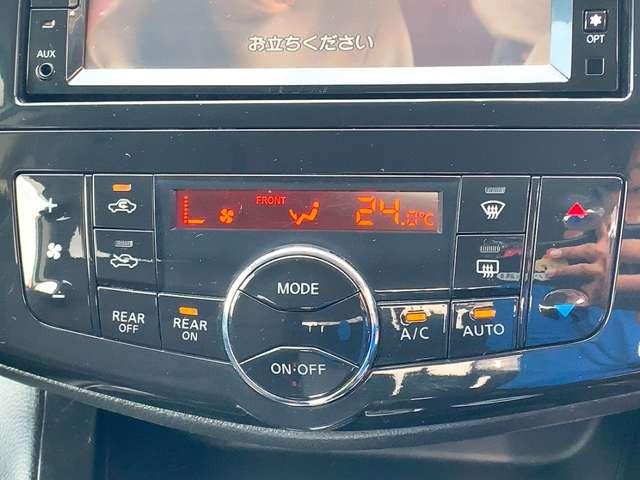 AUX
お立ちください
OPT
FRONT
24.0°C
MODE
REAR
OFF
REAR
ON
A/C
AUTO
ON·OFF